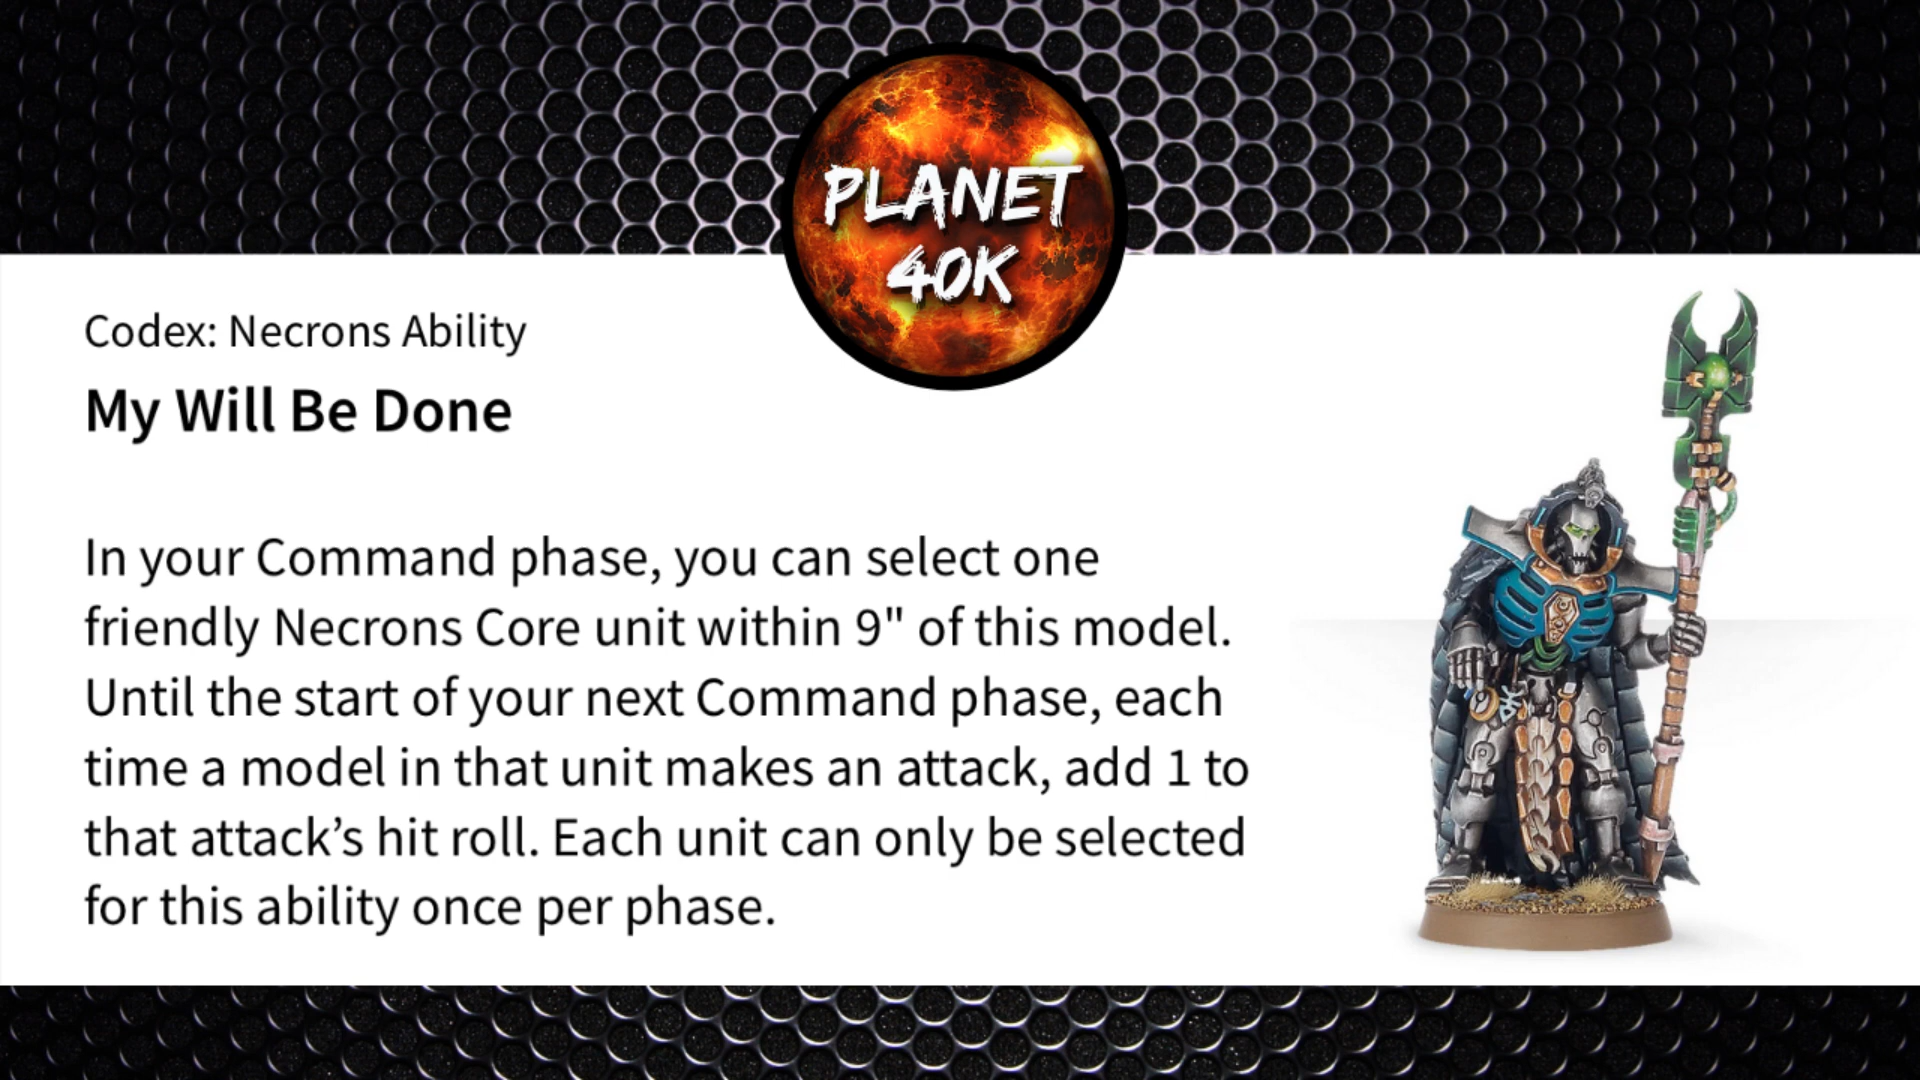 PLANET
40K
Codex: Necrons Ability
My Will Be Done
In your Command phase, you can select one
friendly Necrons Core unit within 9" of this model.
Until the start of your next Command phase, each
time a model in that unit makes an attack, add 1 to
that attack’s hit roll. Each unit can only be selected
for this ability once per phase.